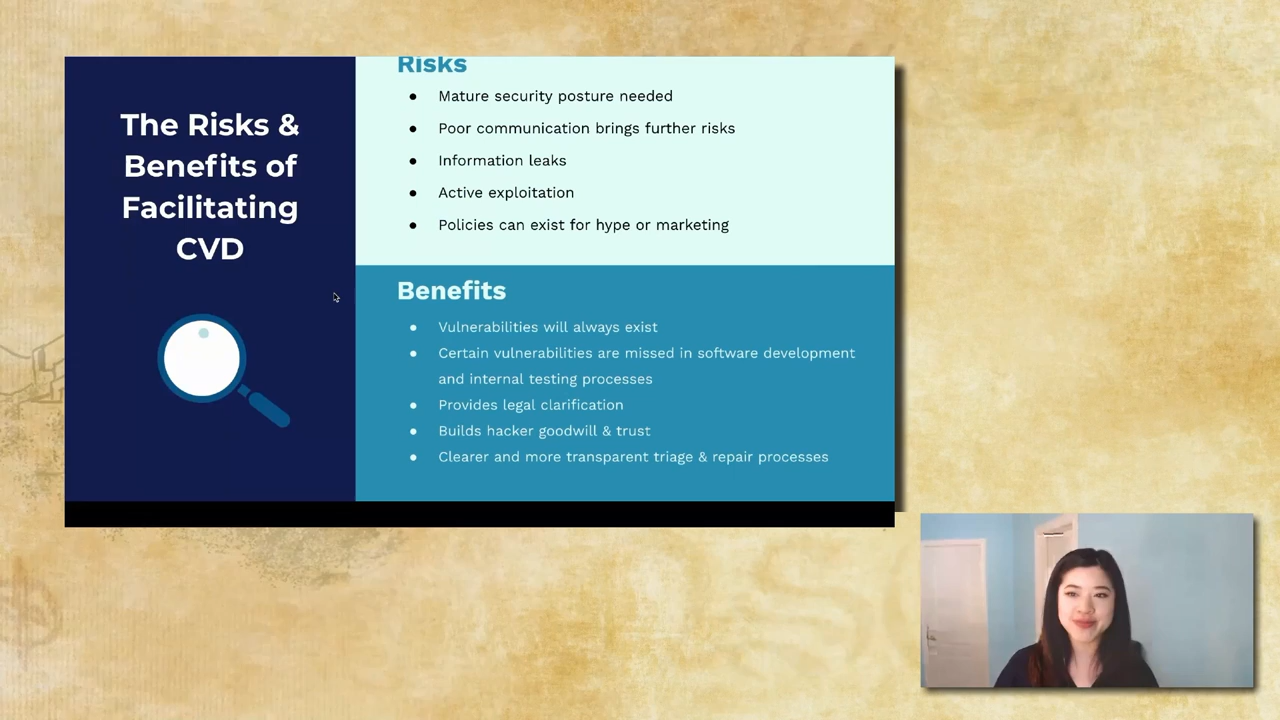 The Risks &
Benefits of
Facilitating
CVD
Risks
● Mature security posture needed
● Poor communication brings further risks
● Information leaks
● Active exploitation
● Policies can exist for hype or marketing
Benefits
● Vulnerabilities will always exist
● Certain vulnerabilities are missed in software development
and internal testing processes
● Provides legal clarification
● Builds hacker goodwill & trust
● Clearer and more transparent triage & repair processes